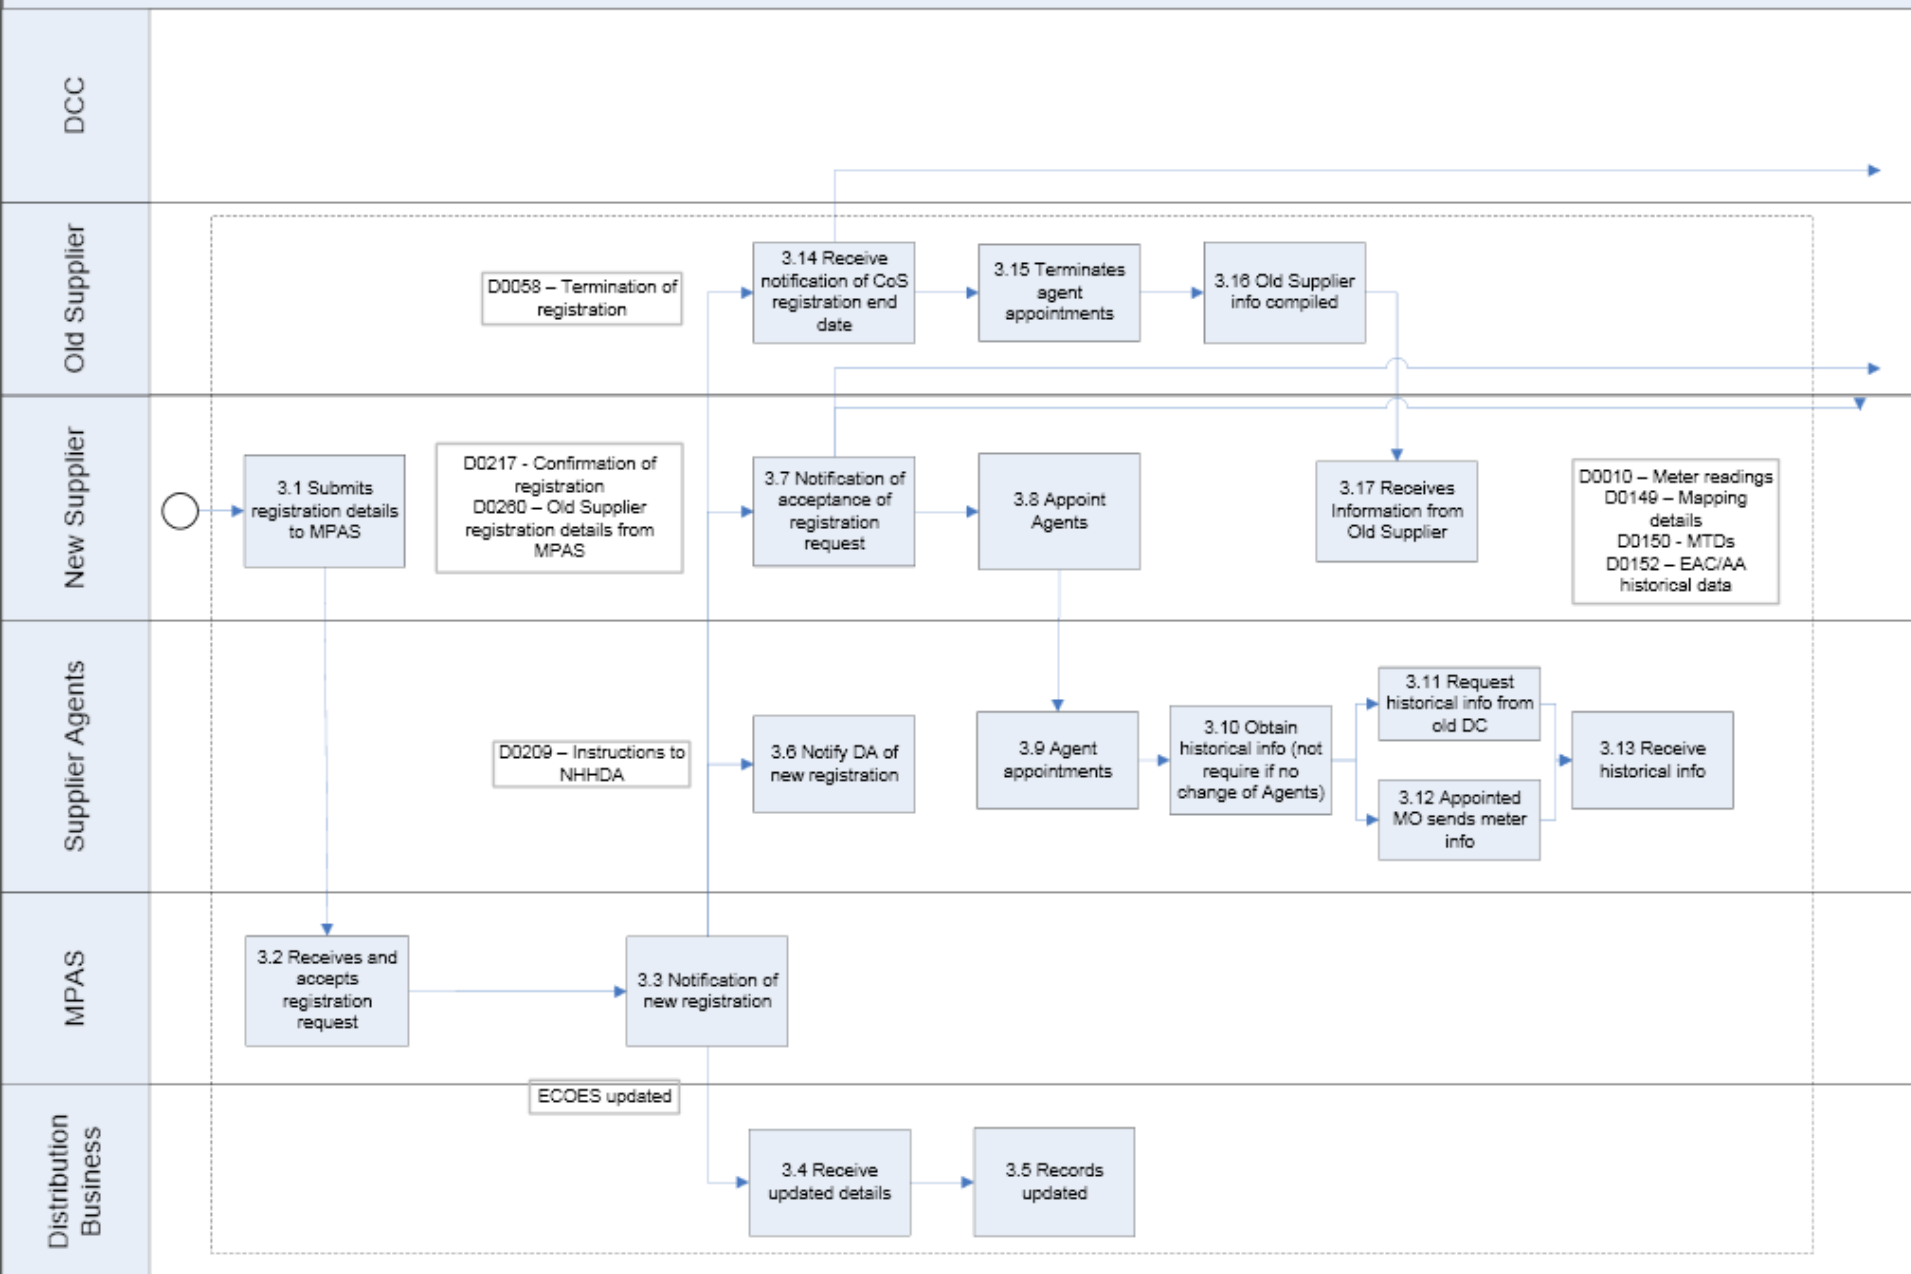 DCC
Old Supplier
D0058 – Termination of
registration
3.14 Receive
notification of CoS
registration end
date
3.15 Terminates
agent
appointments
3.16 Old Supplier
info compiled
New Supplier
3.1 Submits
registration details
to MPAS
D0217 - Confirmation of
registration
D0260 – Old Supplier
registration details from
MPAS
3.7 Notification of
acceptance of
registration
request
3.8 Appoint
Agents
3.17 Receives
Information from
Old Supplier
D0010 – Meter readings
D0149 – Mapping
details
D0150 - MTDs
D0152 – EAC/AA
historical data
Supplier Agents
D0209 – Instructions to
NHHDA
3.6 Notify DA of
new registration
3.9 Agent
appointments
3.10 Obtain
historical info (not
require if no
change of Agents)
3.11 Request
historical info from
old DC
3.12 Appointed
MO sends meter
info
3.13 Receive
historical info
MPAS
3.2 Receives and
accepts
registration
request
3.3 Notification of
new registration
ECOES updated
Distribution
Business
3.4 Receive
updated details
3.5 Records
updated